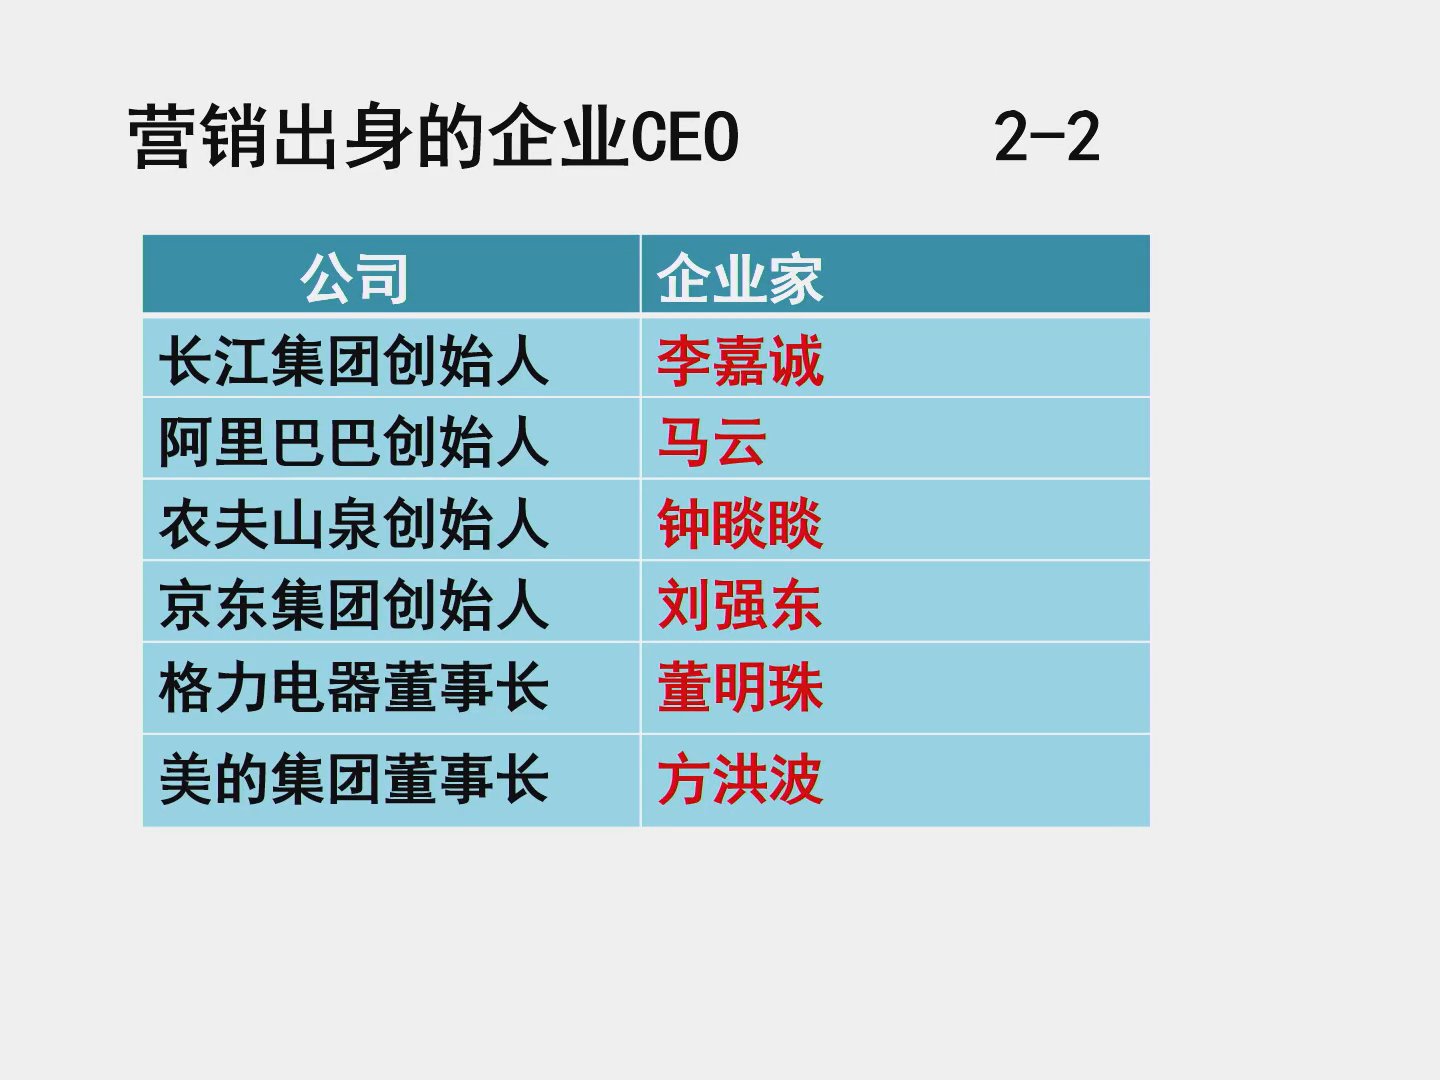 营销出身的企业CEO 2-2
公司 企业家
长江集团创始人 李嘉诚
阿里巴巴创始人 马云
农夫山泉创始人 钟睒睒
京东集团创始人 刘强东
格力电器董事长 董明珠
美的集团董事长 方洪波